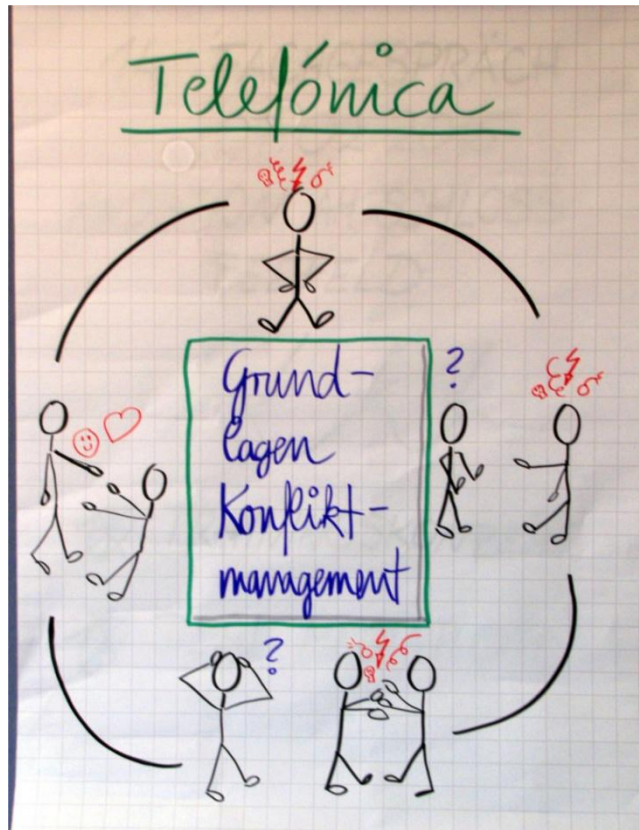 Telefónica
Grund-
lagen
Konflikt-
management
?
?